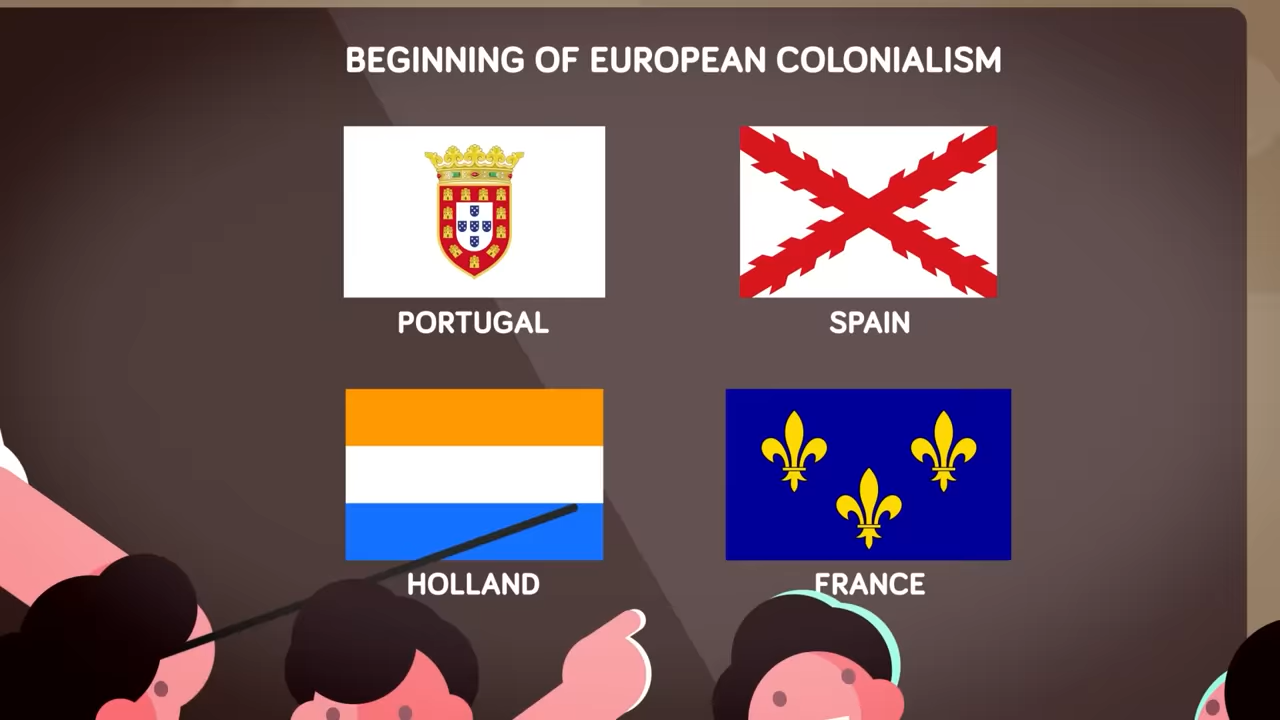 BEGINNING OF EUROPEAN COLONIALISM
PORTUGAL
SPAIN
HOLLAND
FRANCE